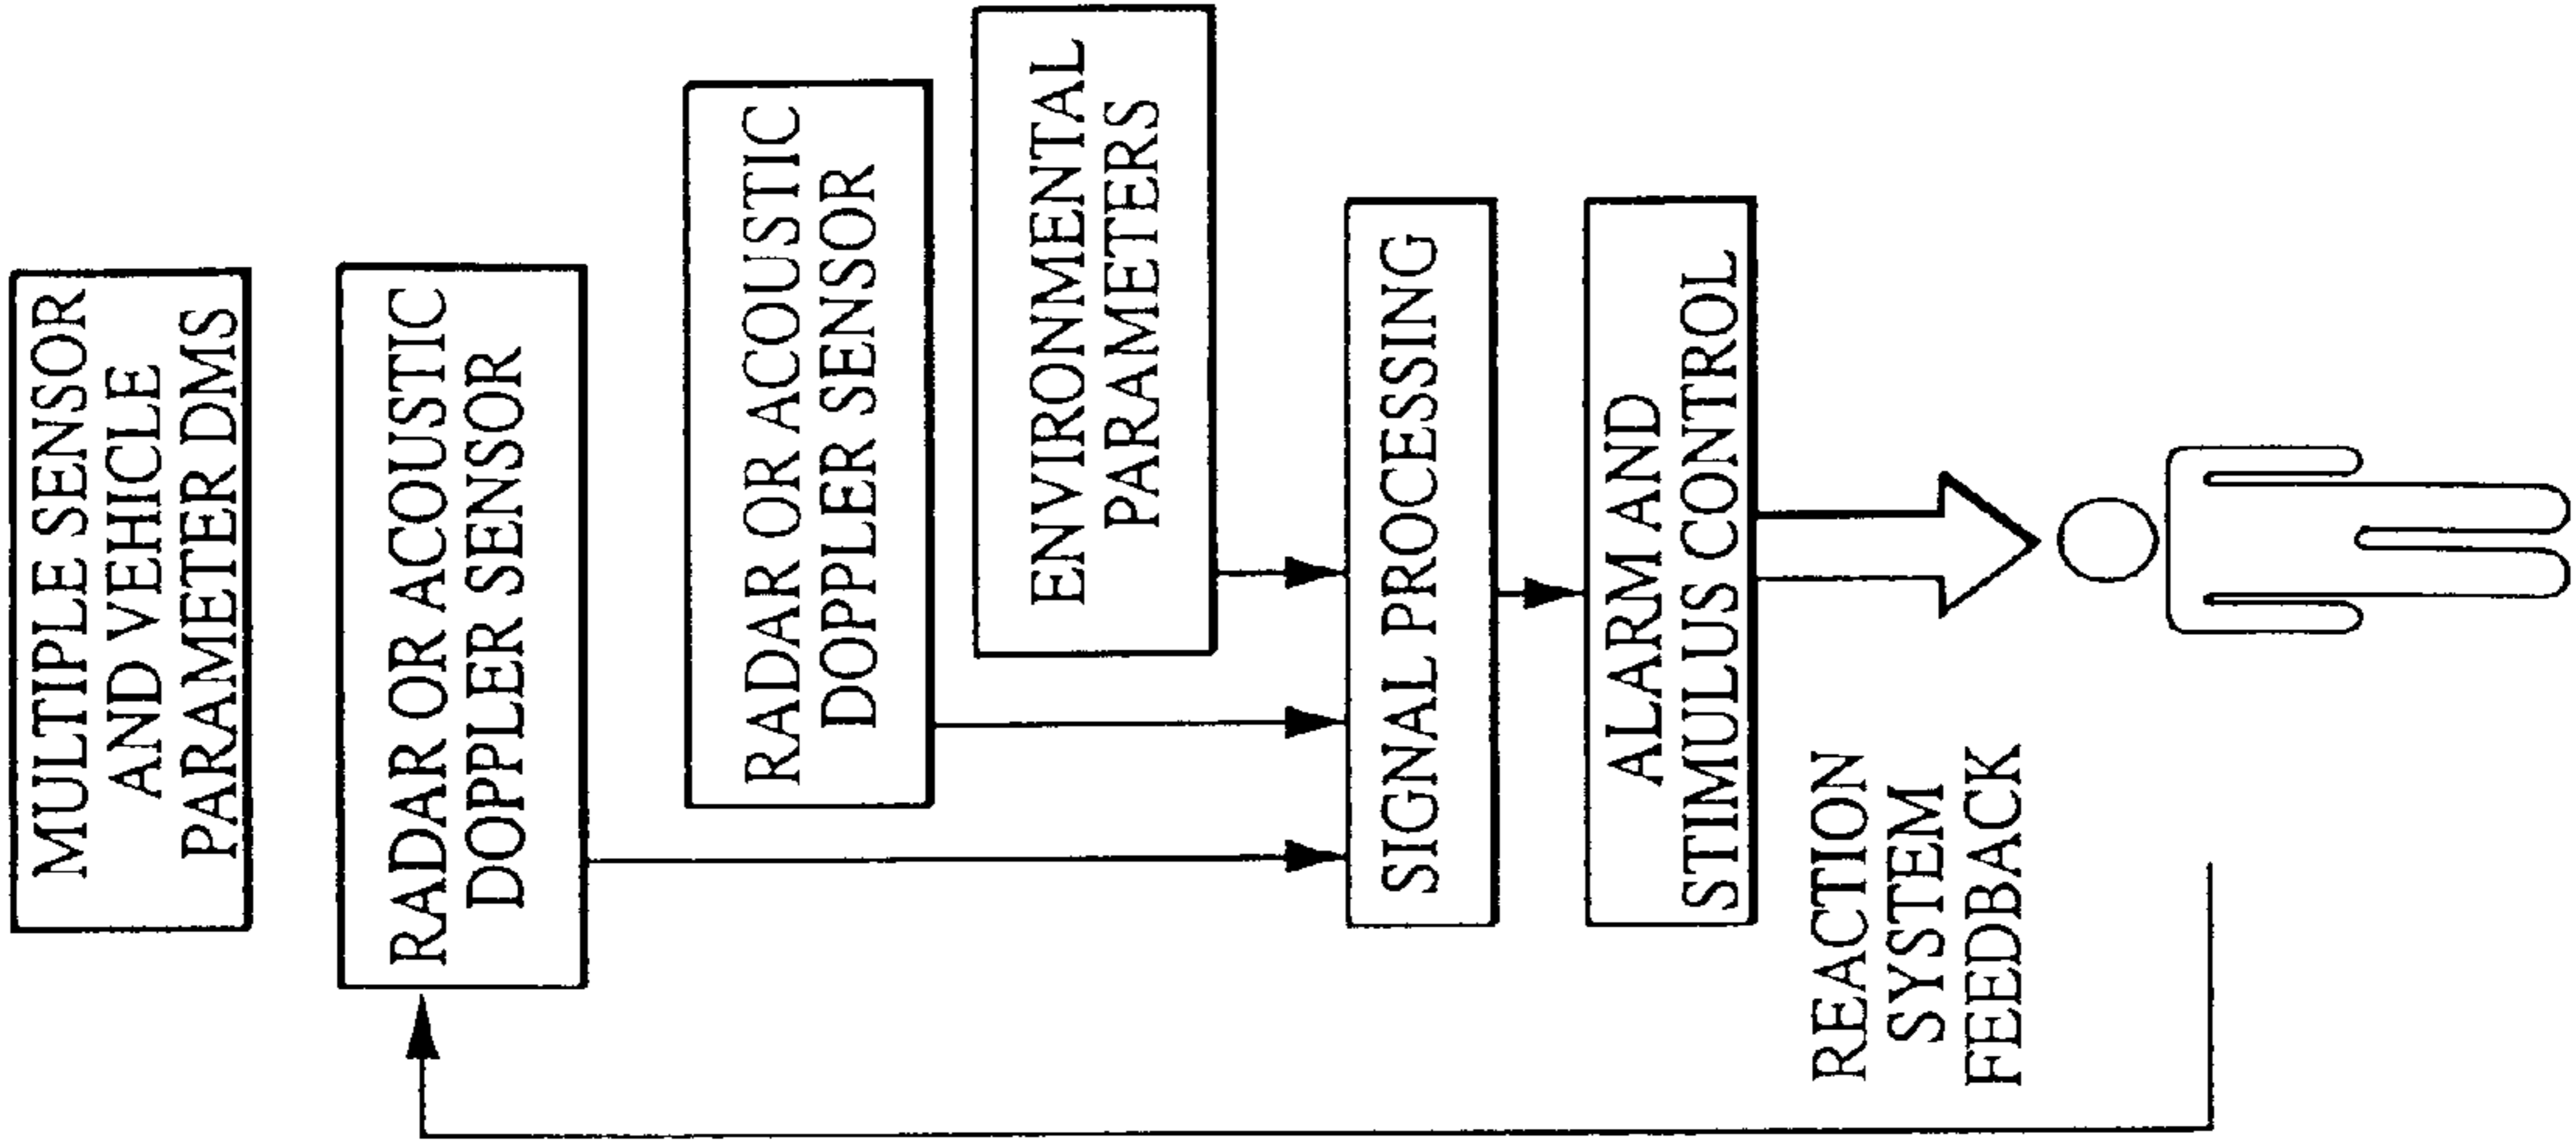 MULTIPLE SENSOR
AND VEHICLE
PARAMETER DMS
RADAR OR ACOUSTIC
DOPPLER SENSOR
RADAR OR ACOUSTIC
DOPPLER SENSOR
ENVIRONMENTAL
PARAMETERS
SIGNAL PROCESSING
ALARM AND
STIMULUS CONTROL
REACTION
SYSTEM
FEEDBACK